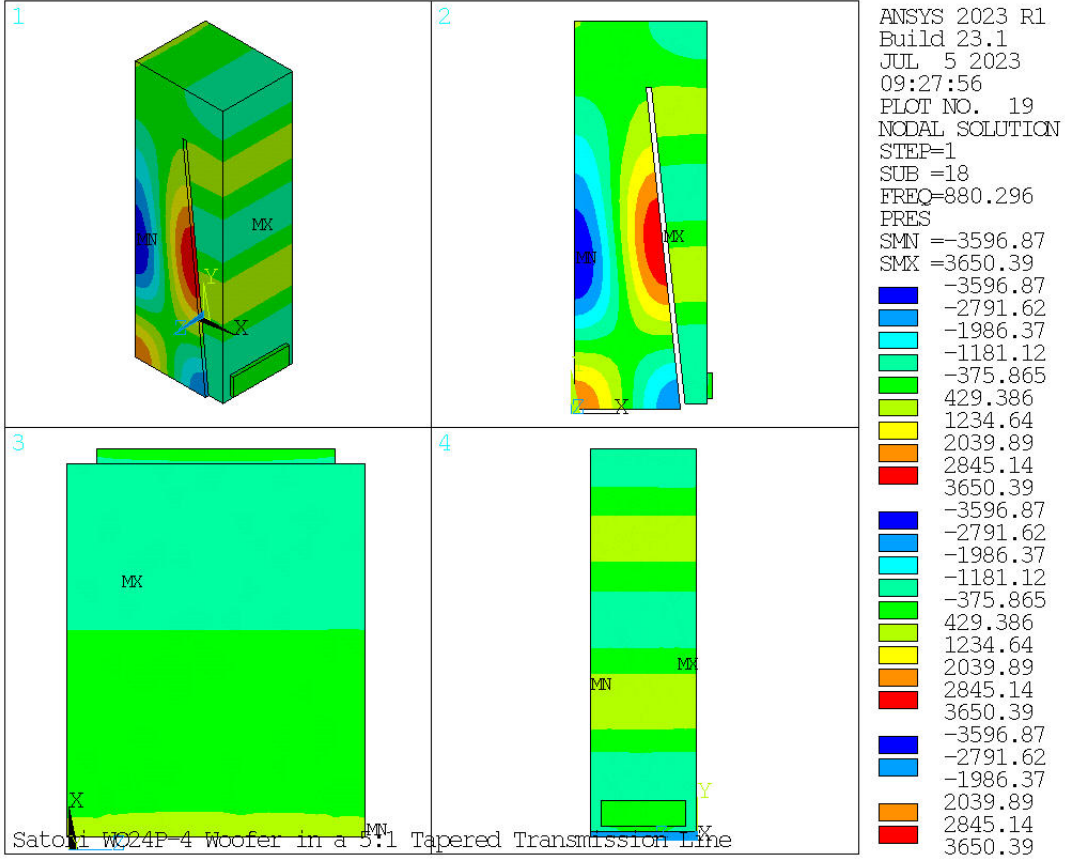 1
2
3
4
MN
MX
Y
Z
X
MX
MN
Z
X
MX
X
MN
MX
MN
Y
X
Satori WO24P-4 Woofer in a 5:1 Tapered Transmission Line
ANSYS 2023 R1
Build 23.1
JUL 5 2023
09:27:56
PLOT NO. 19
NODAL SOLUTION
STEP=1
SUB =18
FREQ=880.296
PRES
SMN =-3596.87
SMX =3650.39
-3596.87
-2791.62
-1986.37
-1181.12
-375.865
429.386
1234.64
2039.89
2845.14
3650.39
-3596.87
-2791.62
-1986.37
-1181.12
-375.865
429.386
1234.64
2039.89
2845.14
3650.39
-3596.87
-2791.62
-1986.37
2039.89
2845.14
3650.39